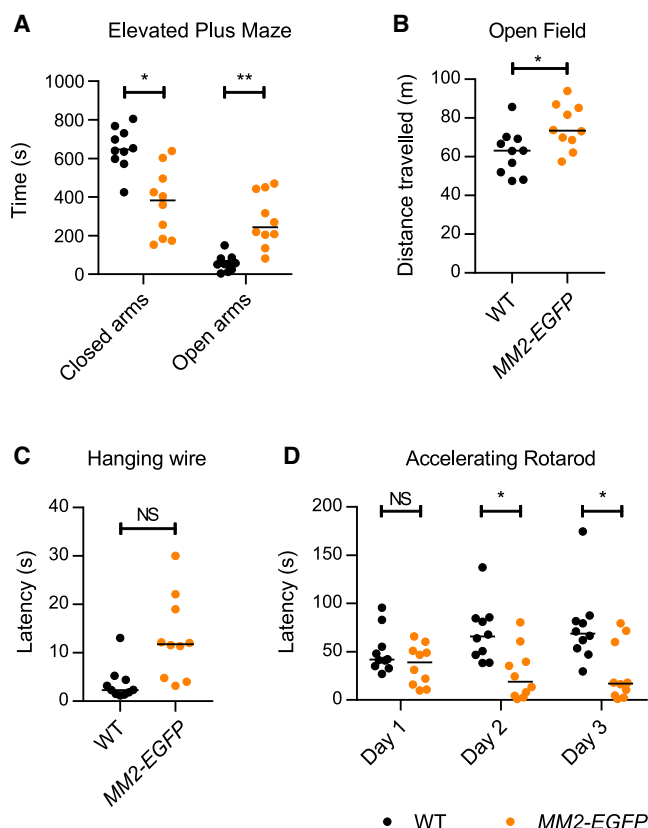 A
Elevated Plus Maze
Time (s)
1000
800
600
400
200
0
*
**
Closed arms
Open arms
B
Open Field
Distance travelled (m)
100
80
60
40
20
0
*
WT
MM2-EGFP
C
Hanging wire
Latency (s)
40
30
20
10
0
NS
WT
MM2-EGFP
D
Accelerating Rotarod
Latency (s)
200
150
100
50
0
NS
*
*
Day 1
Day 2
Day 3
WT
MM2-EGFP